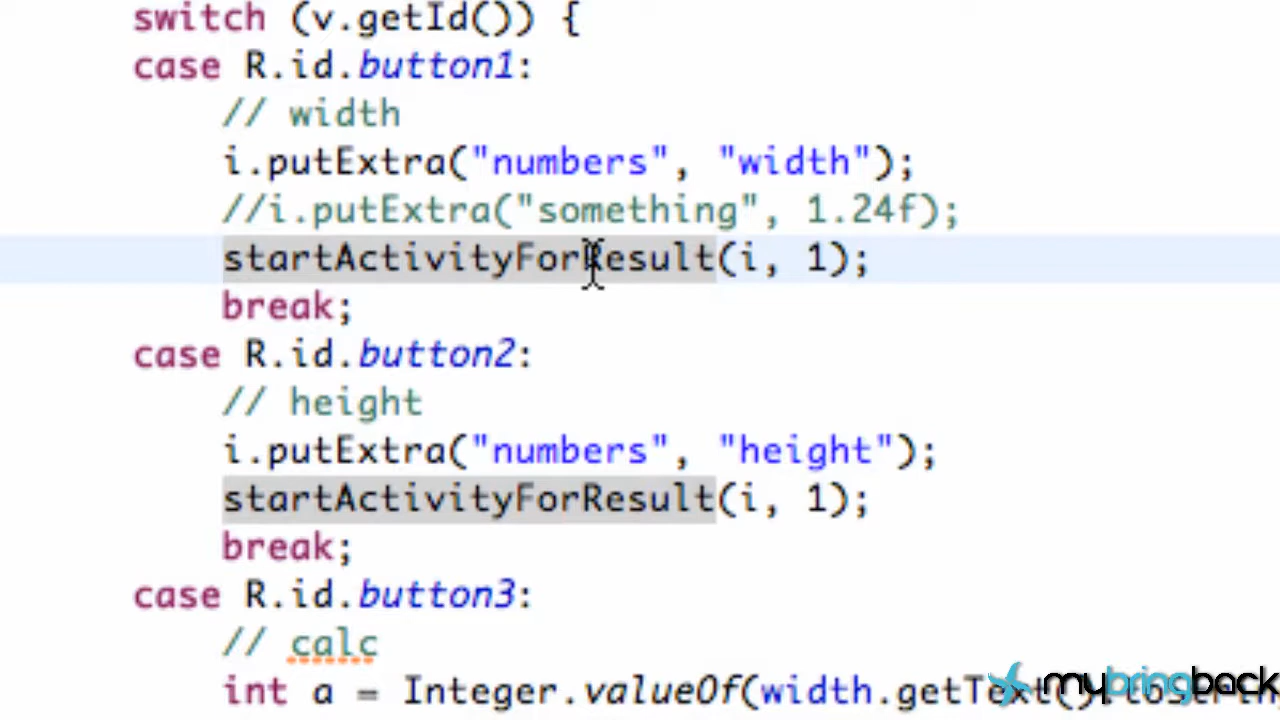 switch (v.getId()) {
case R.id.button1:
// width
i.putExtra("numbers", "width");
//i.putExtra("something", 1.24f);
startActivityForResult(i, 1);
break;
case R.id.button2:
// height
i.putExtra("numbers", "height");
startActivityForResult(i, 1);
break;
case R.id.button3:
// calc
int a = Integer.valueOf(width.getText().toString
mybringback